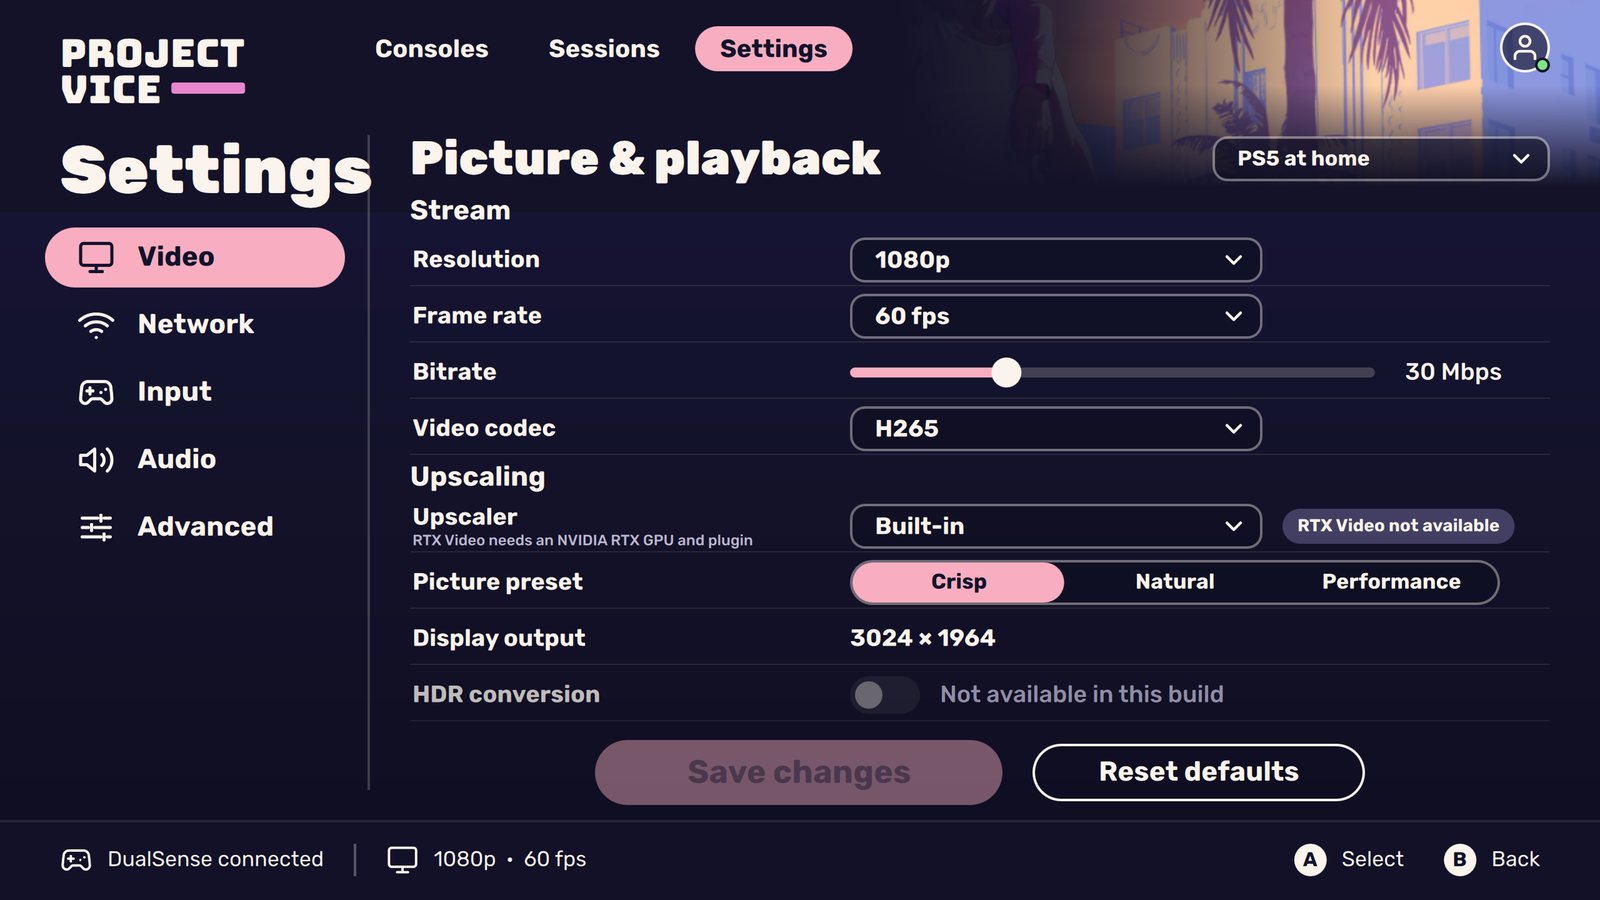 PROJECT
VICE
Consoles
Sessions
Settings
Settings
Video
Network
Input
Audio
Advanced
Picture & playback
PS5 at home
Stream
Resolution
1080p
Frame rate
60 fps
Bitrate
30 Mbps
Video codec
H265
Upscaling
Upscaler
RTX Video needs an NVIDIA RTX GPU and plugin
Built-in
RTX Video not available
Picture preset
Crisp
Natural
Performance
Display output
3024 × 1964
HDR conversion
Not available in this build
Save changes
Reset defaults
DualSense connected
1080p • 60 fps
A Select
B Back